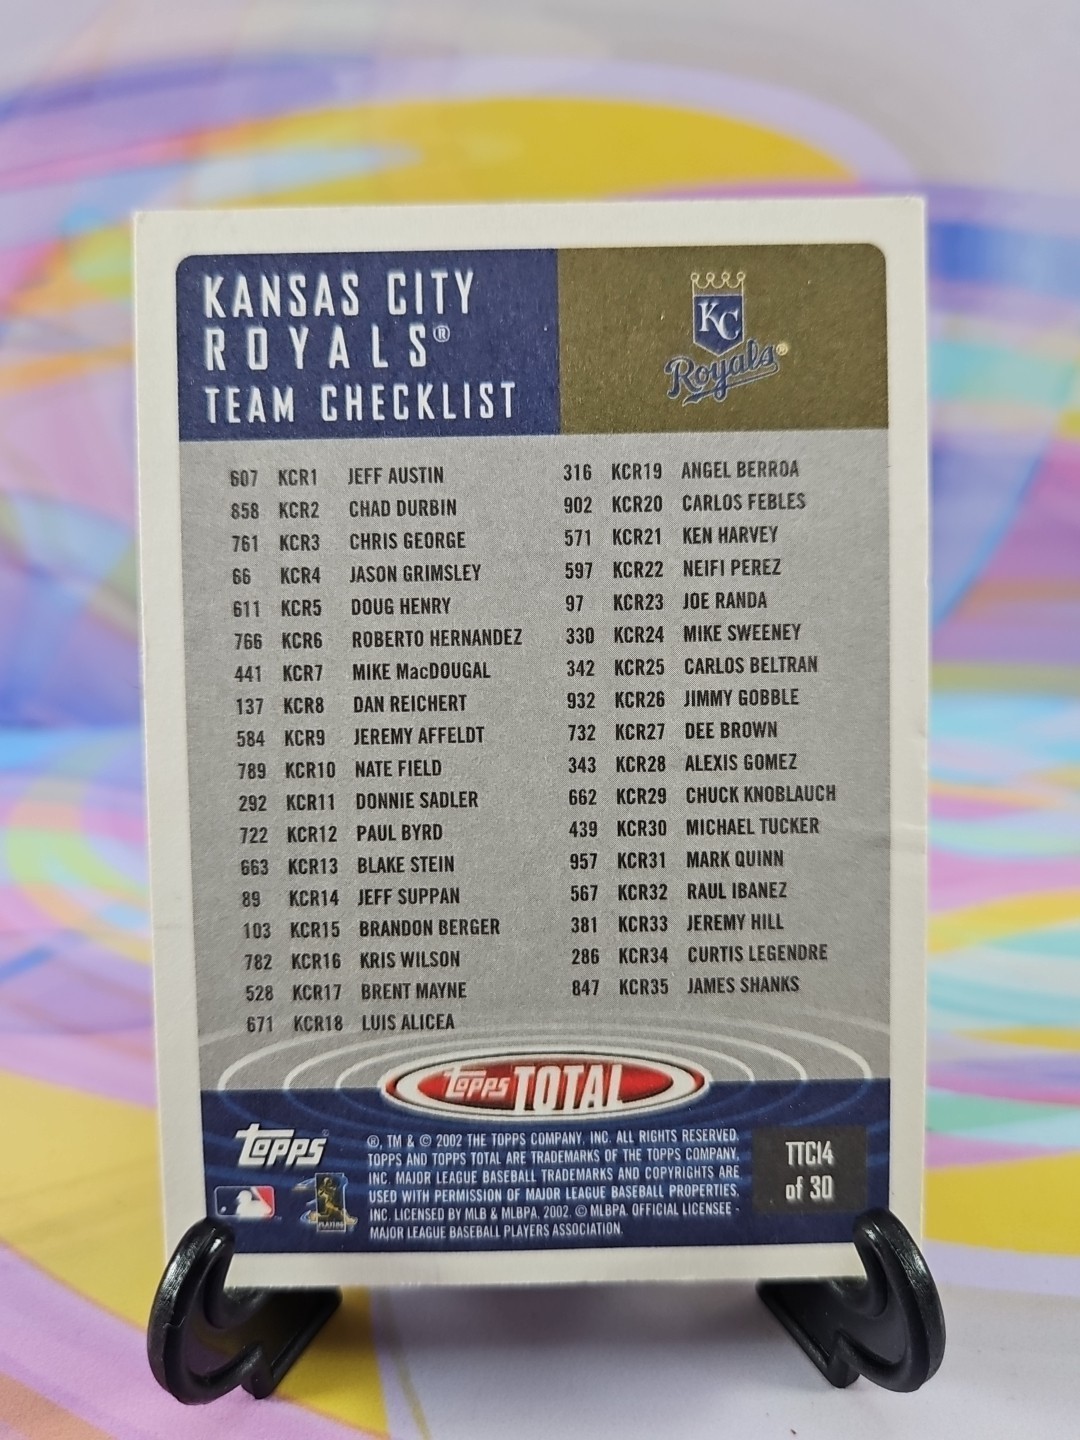 KANSAS CITY
ROYALS®
TEAM CHECKLIST
KC
Royals®
607 KCR1 JEFF AUSTIN
858 KCR2 CHAD DURBIN
761 KCR3 CHRIS GEORGE
66 KCR4 JASON GRIMSLEY
611 KCR5 DOUG HENRY
766 KCR6 ROBERTO HERNANDEZ
441 KCR7 MIKE MacDOUGAL
137 KCR8 DAN REICHERT
584 KCR9 JEREMY AFFELDT
789 KCR10 NATE FIELD
292 KCR11 DONNIE SADLER
722 KCR12 PAUL BYRD
663 KCR13 BLAKE STEIN
89 KCR14 JEFF SUPPAN
103 KCR15 BRANDON BERGER
782 KCR16 KRIS WILSON
528 KCR17 BRENT MAYNE
671 KCR18 LUIS ALICEA
316 KCR19 ANGEL BERROA
902 KCR20 CARLOS FEBLES
571 KCR21 KEN HARVEY
597 KCR22 NEIFI PEREZ
97 KCR23 JOE RANDA
330 KCR24 MIKE SWEENEY
342 KCR25 CARLOS BELTRAN
932 KCR26 JIMMY GOBBLE
732 KCR27 DEE BROWN
343 KCR28 ALEXIS GOMEZ
662 KCR29 CHUCK KNOBLAUCH
439 KCR30 MICHAEL TUCKER
957 KCR31 MARK QUINN
567 KCR32 RAUL IBANEZ
381 KCR33 JEREMY HILL
286 KCR34 CURTIS LEGENDRE
847 KCR35 JAMES SHANKS
Topps TOTAL
Topps®
®, TM & © 2002 THE TOPPS COMPANY, INC. ALL RIGHTS RESERVED.
TOPPS AND TOPPS TOTAL ARE TRADEMARKS OF THE TOPPS COMPANY,
INC. MAJOR LEAGUE BASEBALL TRADEMARKS AND COPYRIGHTS ARE
USED WITH PERMISSION OF MAJOR LEAGUE BASEBALL PROPERTIES,
INC. LICENSED BY MLB & MLBPA, 2002. © MLBPA. OFFICIAL LICENSEE -
MAJOR LEAGUE BASEBALL PLAYERS ASSOCIATION.
PLAYERS
TTC14
of 30